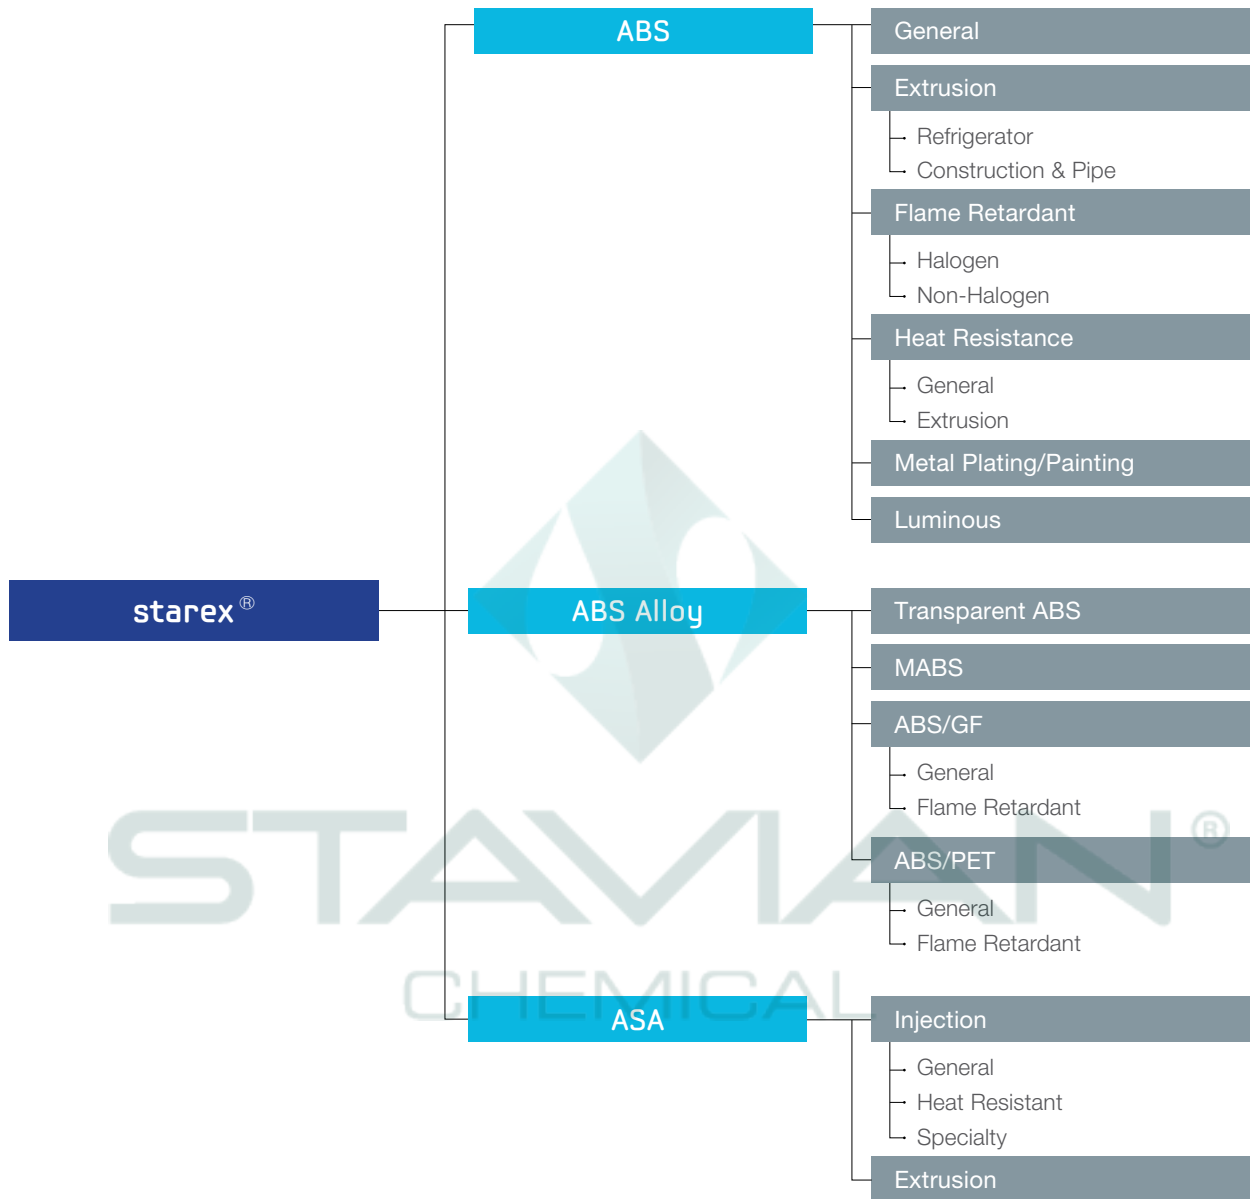 ABS
General
Extrusion
Refrigerator
Construction & Pipe
Flame Retardant
Halogen
Non-Halogen
Heat Resistance
General
Extrusion
Metal Plating/Painting
Luminous
starex®
ABS Alloy
Transparent ABS
MABS
ABS/GF
General
Flame Retardant
ABS/PET
General
Flame Retardant
STAVIAN®
CHEMICAL
ASA
Injection
General
Heat Resistant
Specialty
Extrusion